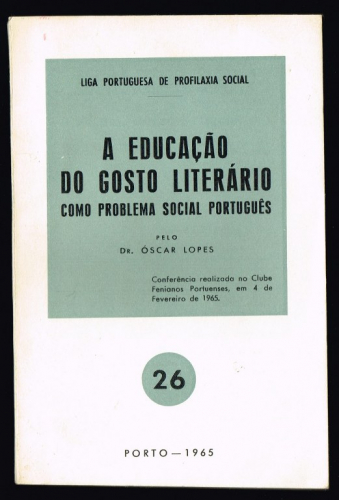 LIGA PORTUGUESA DE PROFILAXIA SOCIAL
A EDUCAÇÃO
DO GOSTO LITERÁRIO
COMO PROBLEMA SOCIAL PORTUGUÊS
PELO
DR. ÓSCAR LOPES
Conferência realizada no Clube
Fenianos Portuenses, em 4 de
Fevereiro de 1965.
26
PORTO — 1965